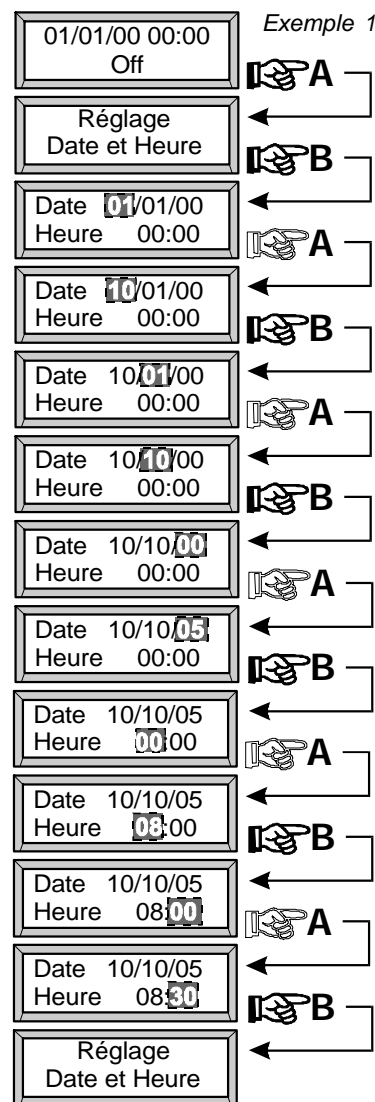 Exemple 1
01/01/00 00:00
Off
A
Réglage
Date et Heure
B
Date 01/01/00
Heure 00:00
A
Date 10/01/00
Heure 00:00
B
Date 10/01/00
Heure 00:00
A
Date 10/10/00
Heure 00:00
B
Date 10/10/00
Heure 00:00
A
Date 10/10/05
Heure 00:00
B
Date 10/10/05
Heure 00:00
A
Date 10/10/05
Heure 08:00
B
Date 10/10/05
Heure 08:00
A
Date 10/10/05
Heure 08:30
B
Réglage
Date et Heure